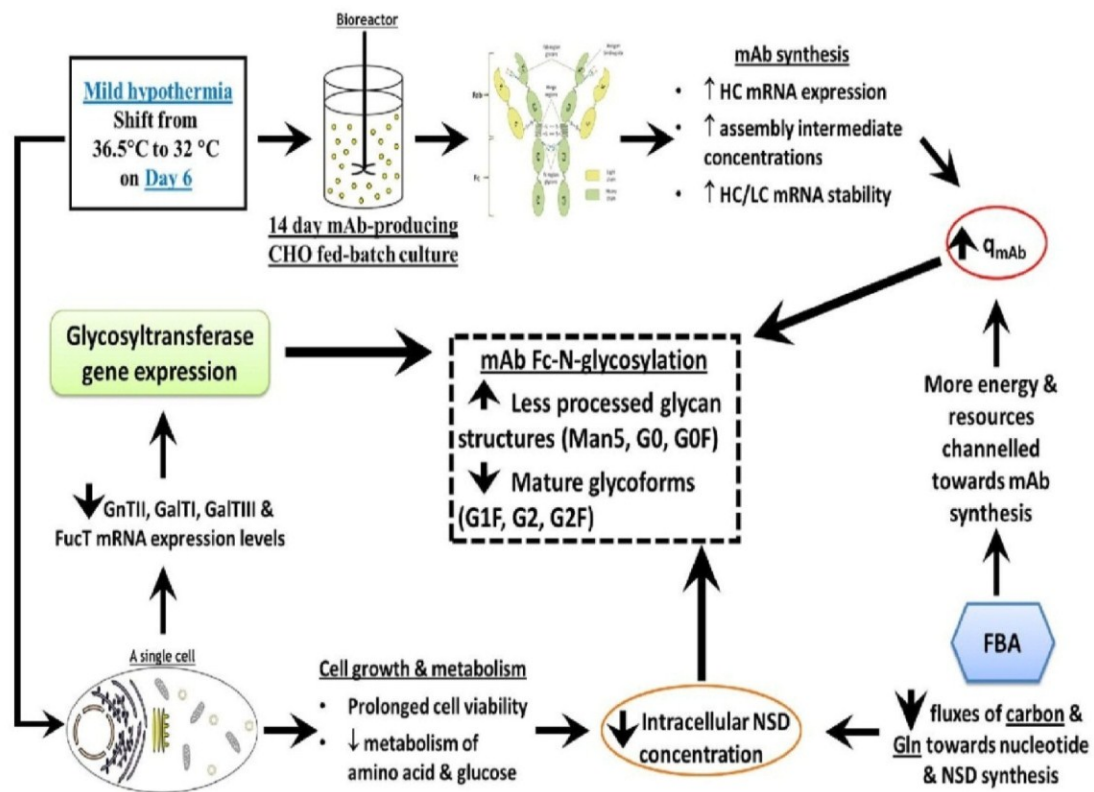 Mild hypothermia
Shift from
36.5°C to 32 °C
on Day 6
Bioreactor
14 day mAb-producing
CHO fed-batch culture
Fab
Fc
mAb synthesis
• ↑ HC mRNA expression
• ↑ assembly intermediate
concentrations
• ↑ HC/LC mRNA stability
qmAb
Glycosyltransferase
gene expression
mAb Fc-N-glycosylation
Less processed glycan
structures (Man5, G0, G0F)
Mature glycoforms
(G1F, G2, G2F)
More energy &
resources
channelled
towards mAb
synthesis
GnTII, GalTI, GalTIII &
FucT mRNA expression levels
A single cell
Cell growth & metabolism
• Prolonged cell viability
• ↓ metabolism of
amino acid & glucose
Intracellular NSD
concentration
FBA
fluxes of carbon &
Gln towards nucleotide
& NSD synthesis